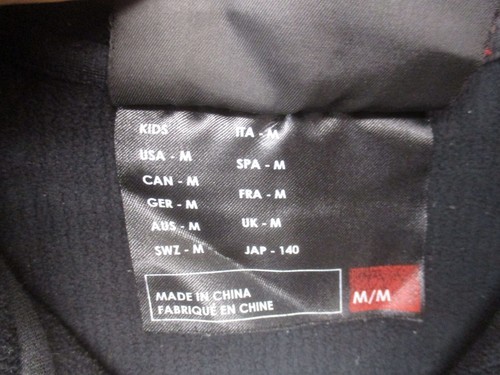 KIDS
USA - M
CAN - M
GER - M
AUS - M
SWZ - M
ITA - M
SPA - M
FRA - M
UK - M
JAP - 140
MADE IN CHINA
FABRIQUÉ EN CHINE
M/M